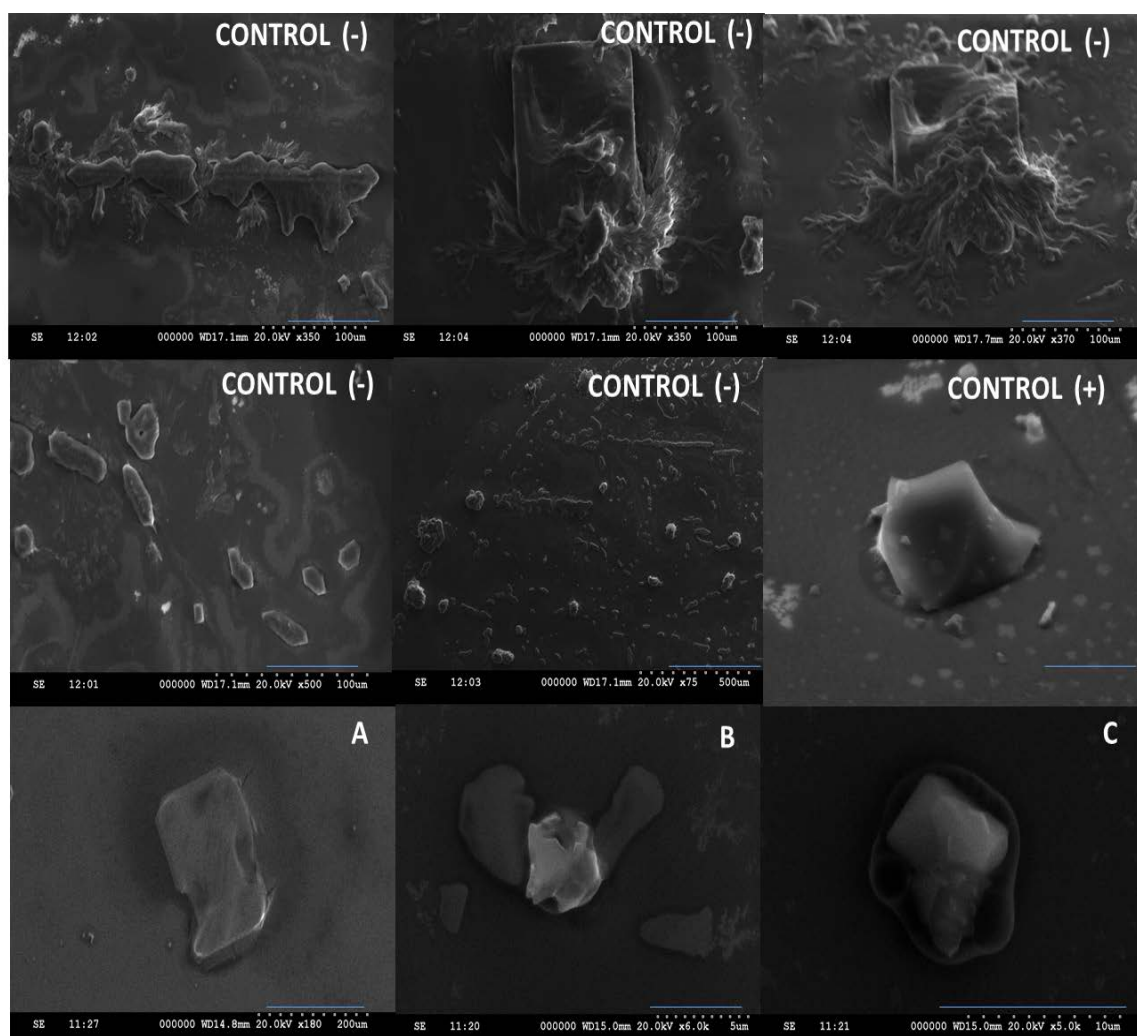 CONTROL (-)
SE 12:02 000000 WD17.1mm 20.0kV x350 100um
CONTROL (-)
SE 12:04 000000 WD17.1mm 20.0kV x350 100um
CONTROL (-)
SE 12:04 000000 WD17.7mm 20.0kV x370 100um
CONTROL (-)
SE 12:01 000000 WD17.1mm 20.0kV x500 100um
CONTROL (-)
SE 12:03 000000 WD17.1mm 20.0kV x75 500um
CONTROL (+)
A
SE 11:27 000000 WD14.8mm 20.0kV x180 200um
B
SE 11:20 000000 WD15.0mm 20.0kV x6.0k 5um
C
SE 11:21 000000 WD15.0mm 20.0kV x5.0k 10um